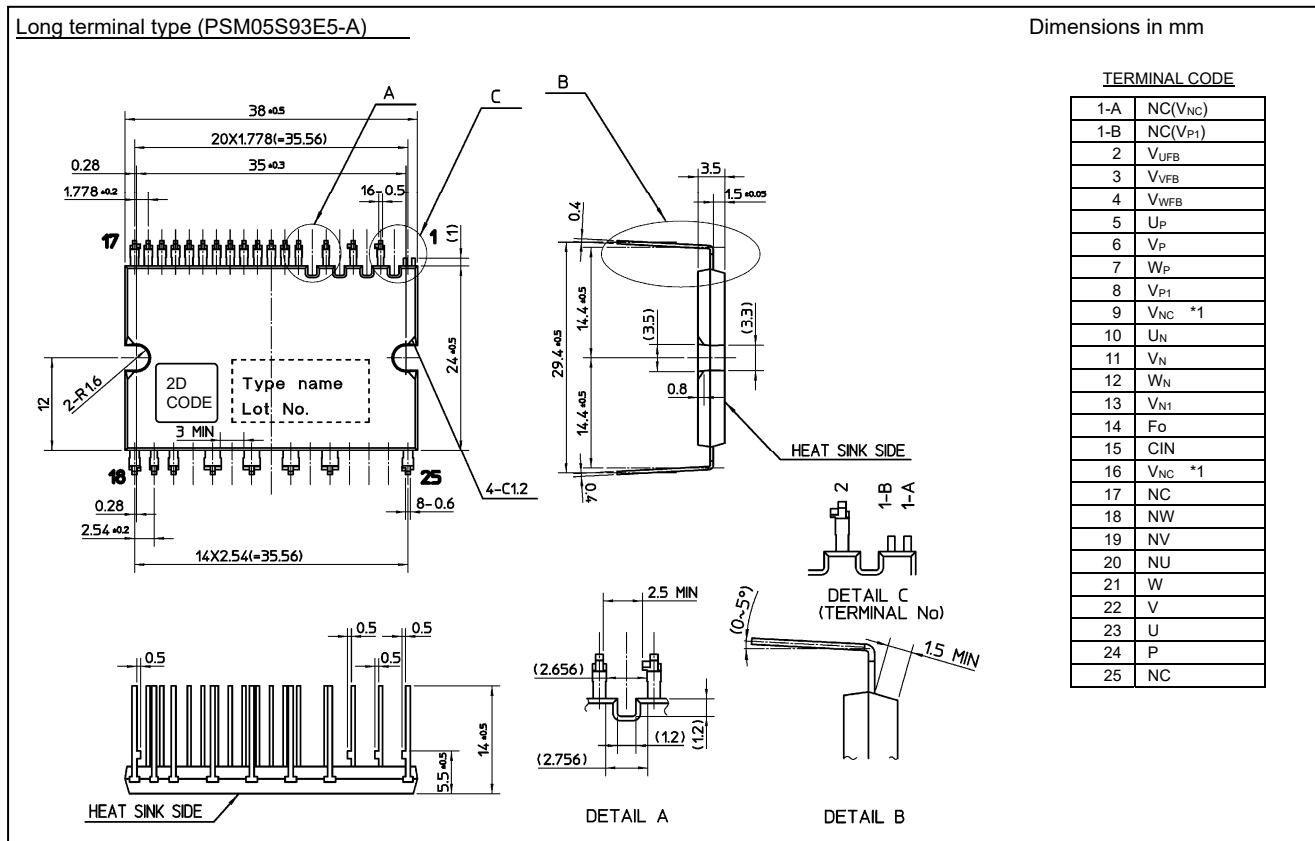 Long terminal type (PSM05S93E5-A)
Dimensions in mm
A
C
B
38 ±0.5
20X1.778(=35.56)
0.28
35 ±0.3
1.778 ±0.2
16-0.5
17
1
(1)
24 ±0.5
12
2-R1.6
2D
CODE
Type name
Lot No.
3 MIN
18
25
0.28
2.54 ±0.2
14X2.54(=35.56)
8-0.6
4-C1.2
3.5
1.5 ±0.05
0.4
29.4 ±0.5
14.4 ±0.5
14.4 ±0.5
(3.5)
(3.3)
0.8
0.4
HEAT SINK SIDE
2
1-B
1-A
DETAIL C
(TERMINAL No)
0.5
0.5
0.5
0.5
14 ±0.5
5.5 ±0.5
HEAT SINK SIDE
2.5 MIN
(2.656)
(1.2)
(1.2)
(2.756)
DETAIL A
(0~5°)
1.5 MIN
DETAIL B
TERMINAL CODE
1-A NC(VNC)
1-B NC(VP1)
2 VUFB
3 VVFB
4 VWFB
5 UP
6 VP
7 WP
8 VP1
9 VNC *1
10 UN
11 VN
12 WN
13 VN1
14 Fo
15 CIN
16 VNC *1
17 NC
18 NW
19 NV
20 NU
21 W
22 V
23 U
24 P
25 NC